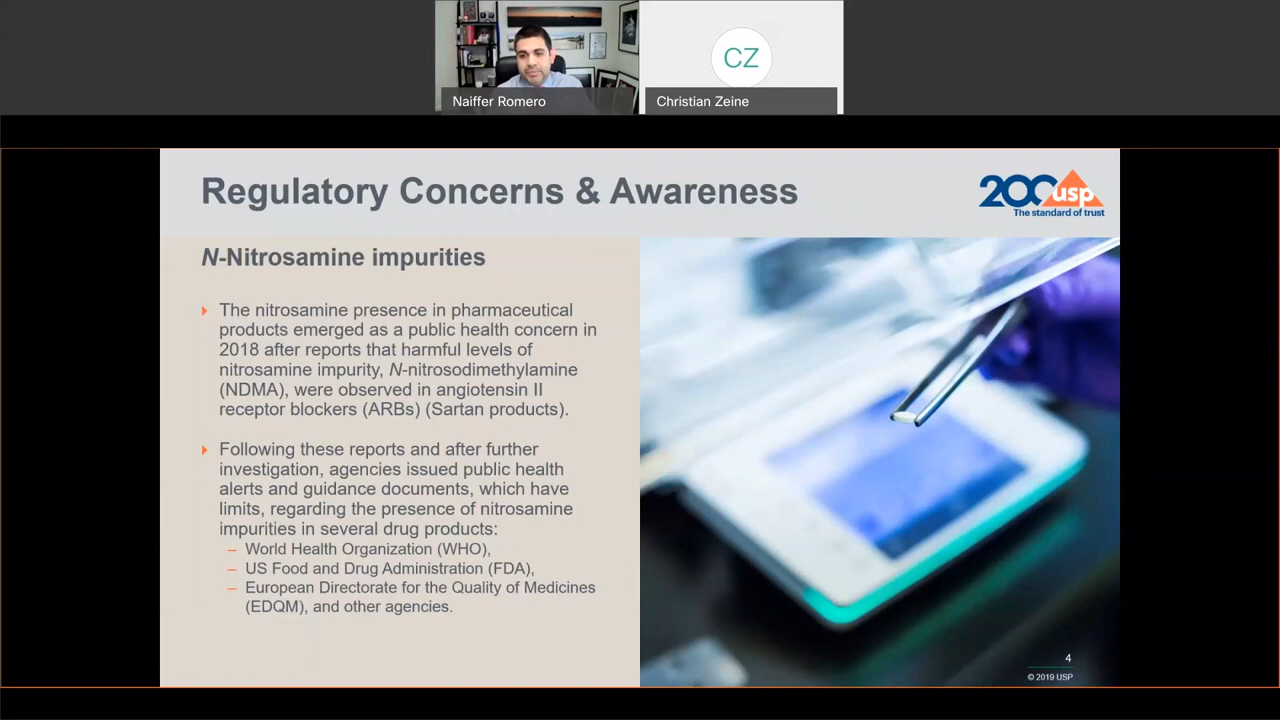 Naiffer Romero
CZ
Christian Zeine
Regulatory Concerns & Awareness
200 usp
The standard of trust
N-Nitrosamine impurities
The nitrosamine presence in pharmaceutical
products emerged as a public health concern in
2018 after reports that harmful levels of
nitrosamine impurity, N-nitrosodimethylamine
(NDMA), were observed in angiotensin II
receptor blockers (ARBs) (Sartan products).
Following these reports and after further
investigation, agencies issued public health
alerts and guidance documents, which have
limits, regarding the presence of nitrosamine
impurities in several drug products:
– World Health Organization (WHO),
– US Food and Drug Administration (FDA),
– European Directorate for the Quality of Medicines
(EDQM), and other agencies.
4
© 2019 USP